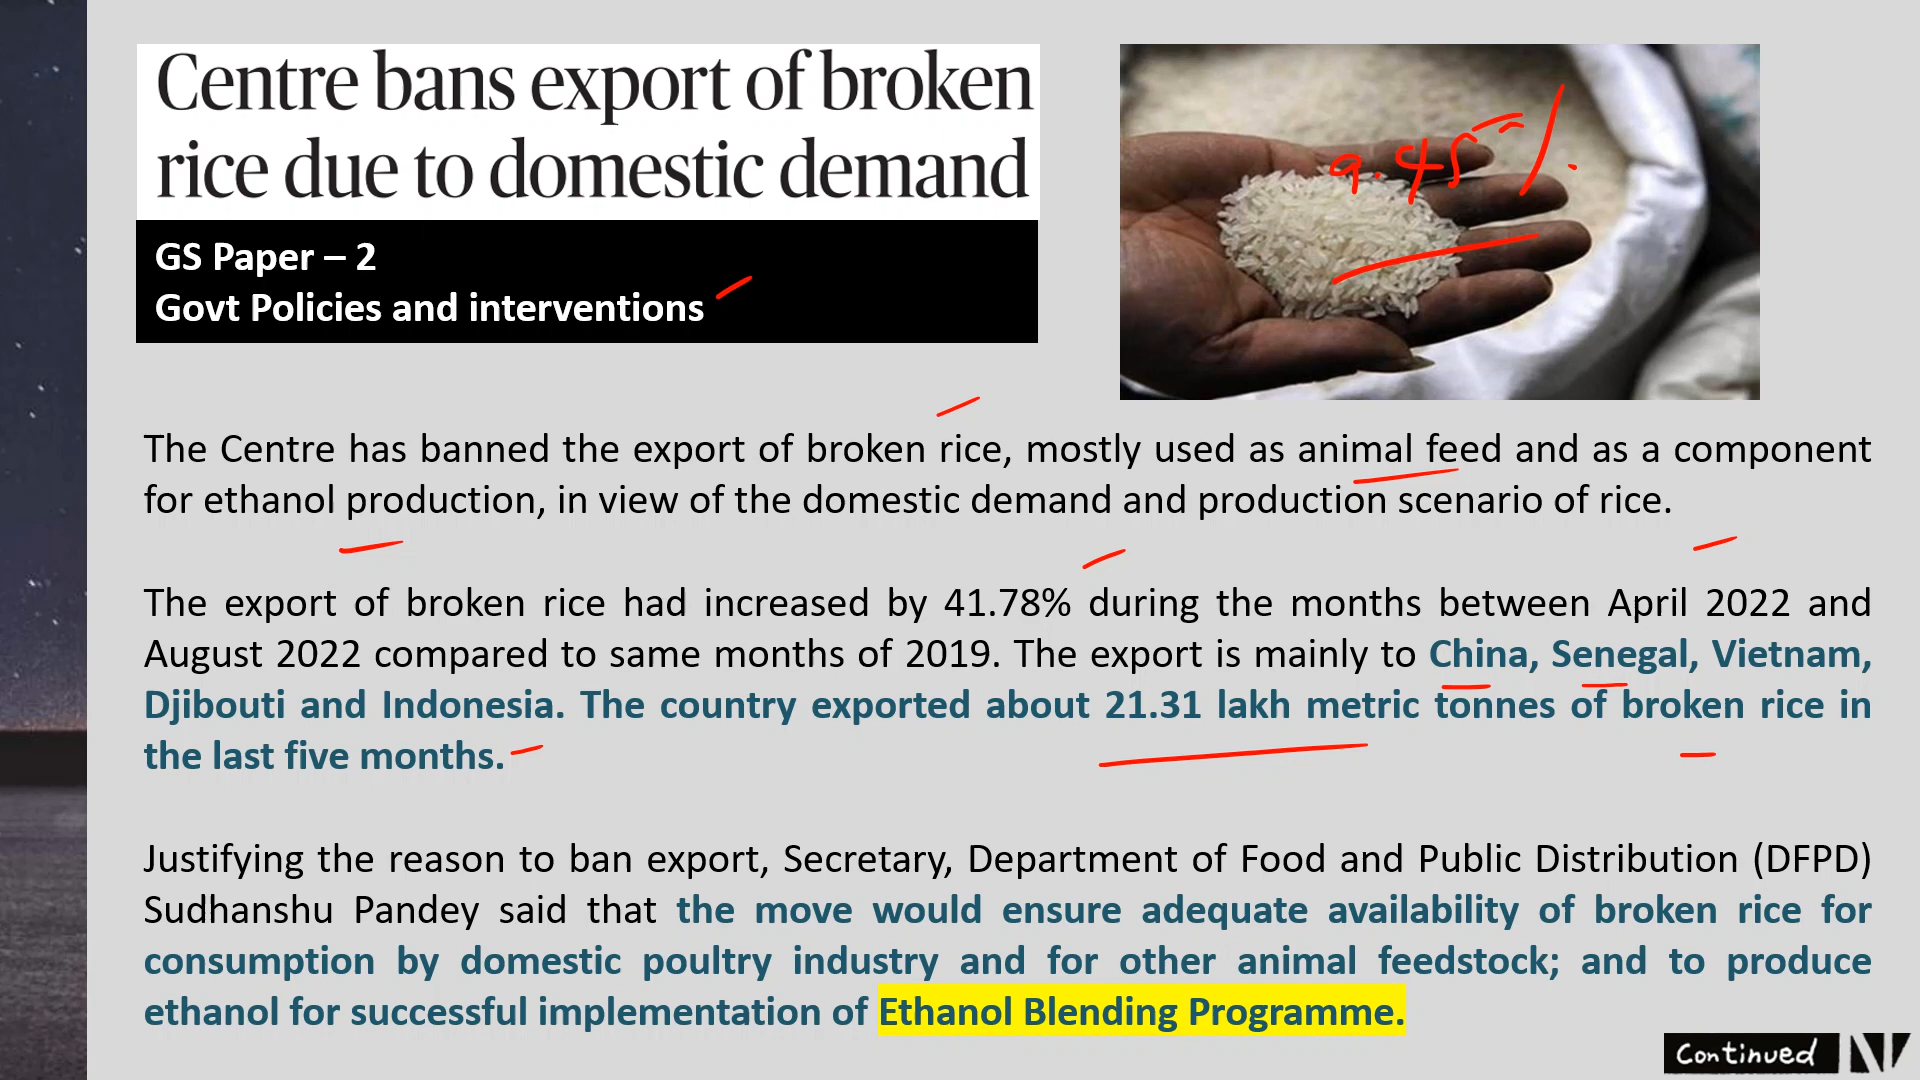 Centre bans export of broken
rice due to domestic demand
GS Paper – 2
Govt Policies and interventions
9.45%.
The Centre has banned the export of broken rice, mostly used as animal feed and as a component
for ethanol production, in view of the domestic demand and production scenario of rice.
The export of broken rice had increased by 41.78% during the months between April 2022 and
August 2022 compared to same months of 2019. The export is mainly to China, Senegal, Vietnam,
Djibouti and Indonesia. The country exported about 21.31 lakh metric tonnes of broken rice in
the last five months.
Justifying the reason to ban export, Secretary, Department of Food and Public Distribution (DFPD)
Sudhanshu Pandey said that the move would ensure adequate availability of broken rice for
consumption by domestic poultry industry and for other animal feedstock; and to produce
ethanol for successful implementation of Ethanol Blending Programme.
Continued